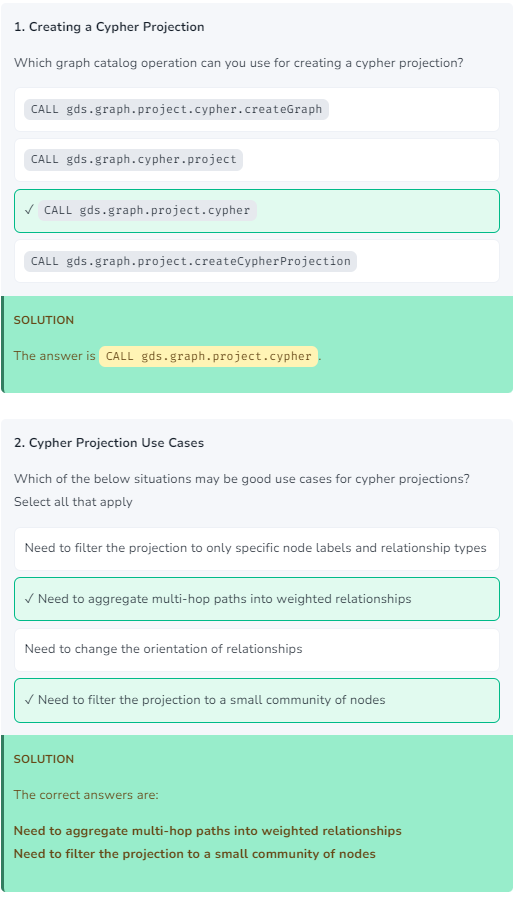 1. Creating a Cypher Projection
Which graph catalog operation can you use for creating a cypher projection?
CALL gds.graph.project.cypher.createGraph
CALL gds.graph.cypher.project
✓ CALL gds.graph.project.cypher
CALL gds.graph.project.createCypherProjection
SOLUTION
The answer is CALL gds.graph.project.cypher.
2. Cypher Projection Use Cases
Which of the below situations may be good use cases for cypher projections?
Select all that apply
Need to filter the projection to only specific node labels and relationship types
✓ Need to aggregate multi-hop paths into weighted relationships
Need to change the orientation of relationships
✓ Need to filter the projection to a small community of nodes
SOLUTION
The correct answers are:
Need to aggregate multi-hop paths into weighted relationships
Need to filter the projection to a small community of nodes